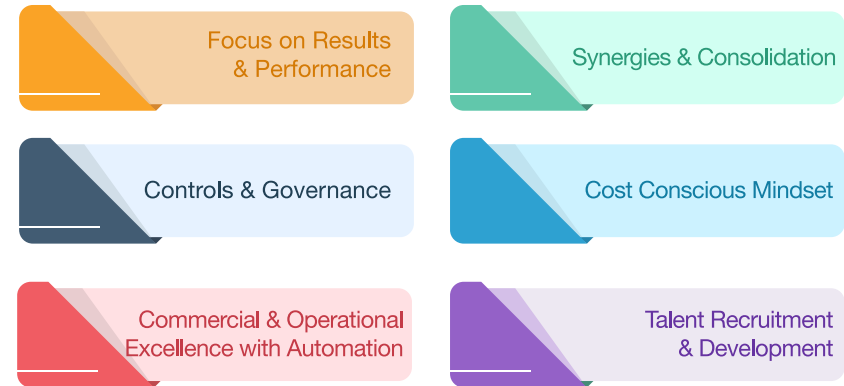 Focus on Results
& Performance
Synergies & Consolidation
Controls & Governance
Cost Conscious Mindset
Commercial & Operational
Excellence with Automation
Talent Recruitment
& Development